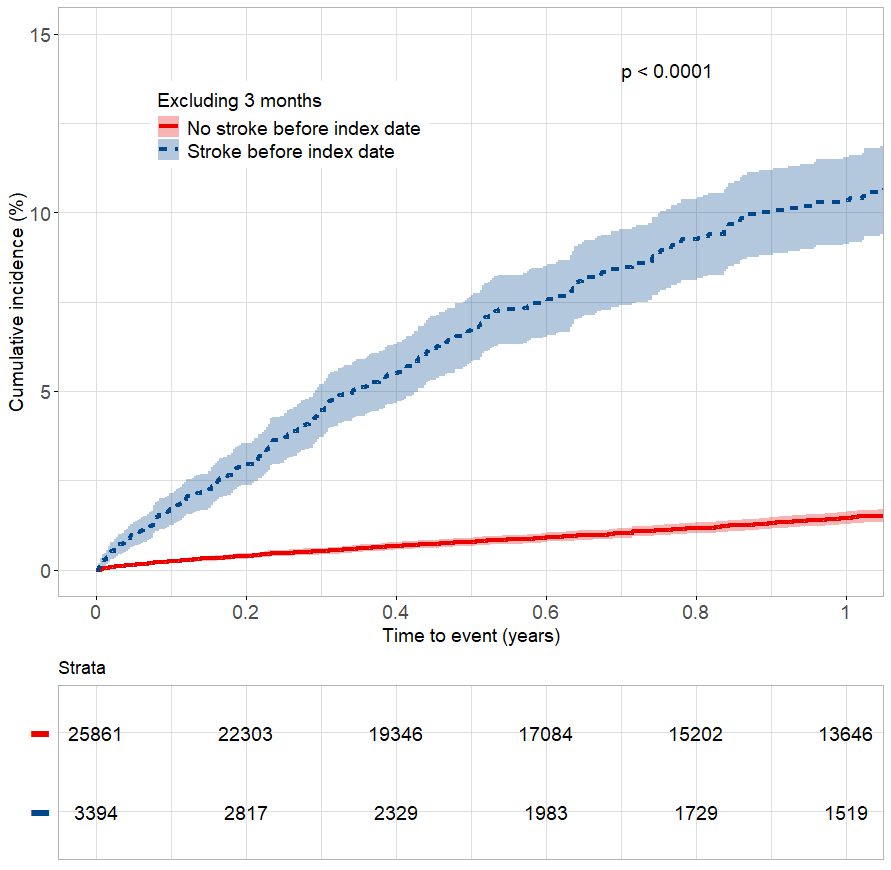 15
p < 0.0001
Excluding 3 months
No stroke before index date
Stroke before index date
Cumulative incidence (%)
10
5
0
0 0.2 0.4 0.6 0.8 1
Time to event (years)
Strata
25861 22303 19346 17084 15202 13646
3394 2817 2329 1983 1729 1519